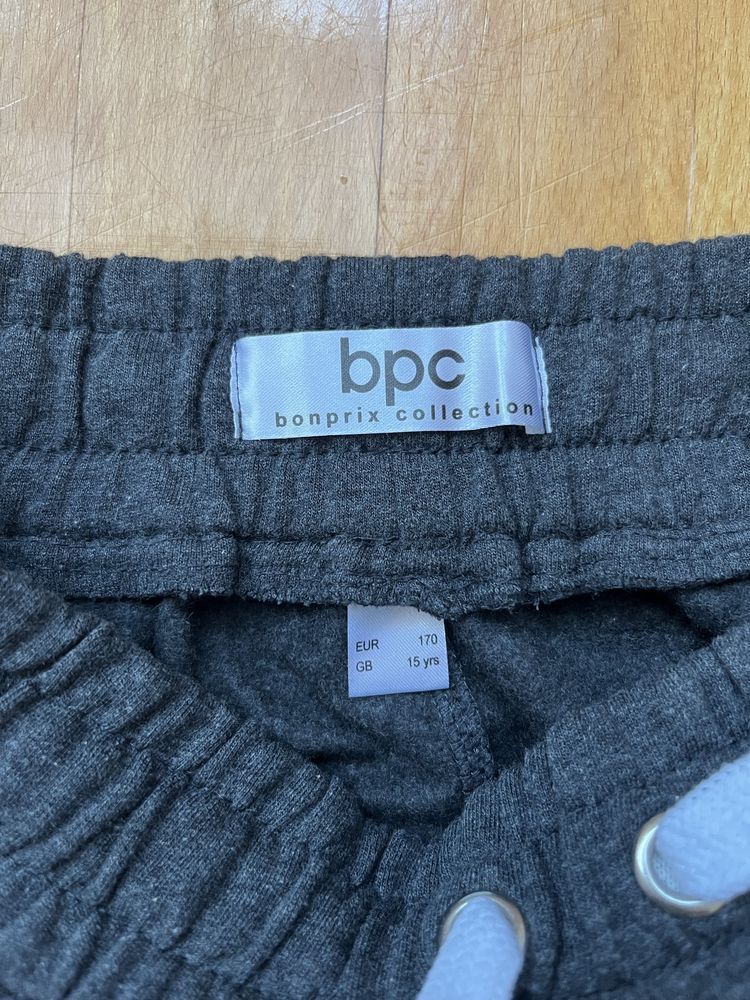 bpc
bonprix collection
EUR 170
GB 15 yrs